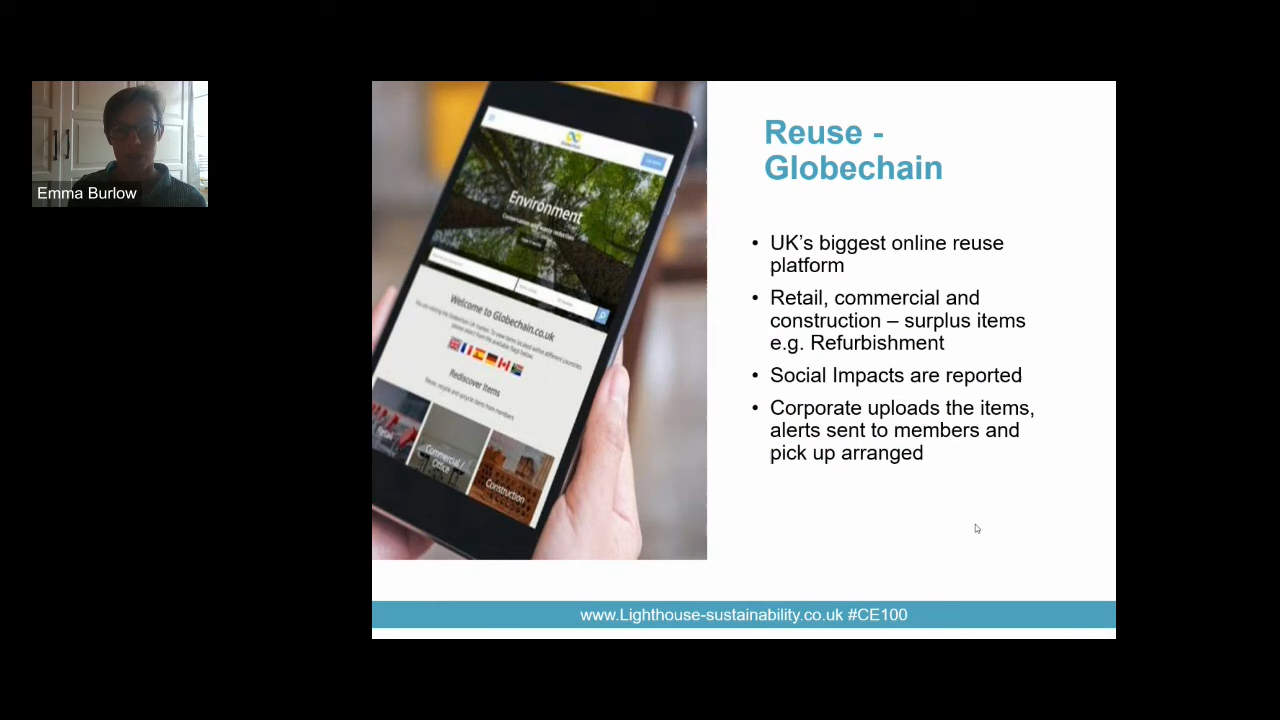 Emma Burlow
Reuse -
Globechain
• UK’s biggest online reuse
platform
• Retail, commercial and
construction – surplus items
e.g. Refurbishment
• Social Impacts are reported
• Corporate uploads the items,
alerts sent to members and
pick up arranged
Environment
Welcome to Globechain.co.uk
Rediscover Items
Commercial /
Office
Construction
www.Lighthouse-sustainability.co.uk #CE100